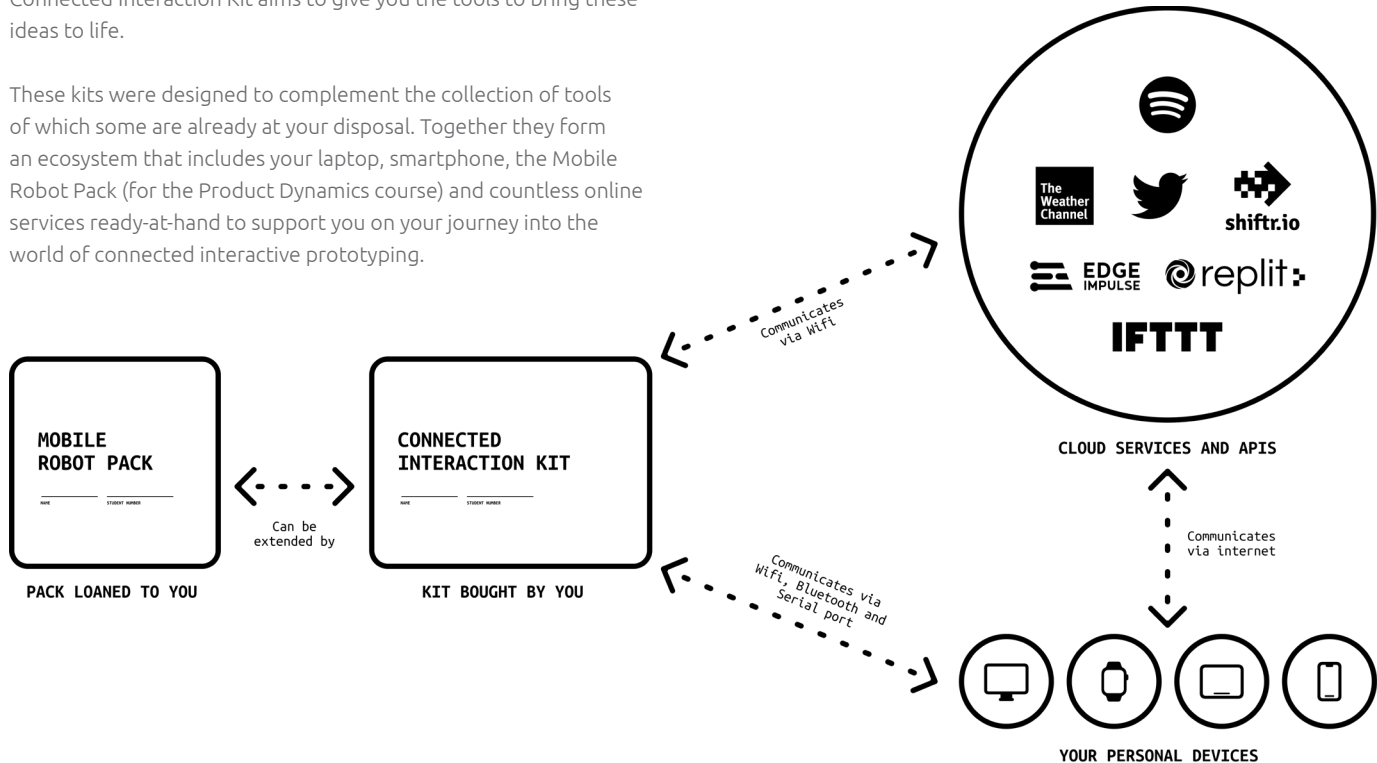 Connected Interaction Kit aims to give you the tools to bring these
ideas to life.
These kits were designed to complement the collection of tools
of which some are already at your disposal. Together they form
an ecosystem that includes your laptop, smartphone, the Mobile
Robot Pack (for the Product Dynamics course) and countless online
services ready-at-hand to support you on your journey into the
world of connected interactive prototyping.
The
Weather
Channel
shiftr.io
EDGE
IMPULSE
replit
IFTTT
CLOUD SERVICES AND APIS
Communicates
via Wifi
MOBILE
ROBOT PACK
NAME
STUDENT NUMBER
PACK LOANED TO YOU
Can be
extended by
CONNECTED
INTERACTION KIT
NAME
STUDENT NUMBER
KIT BOUGHT BY YOU
Communicates via
Wifi, Bluetooth and
Serial port
Communicates
via internet
YOUR PERSONAL DEVICES